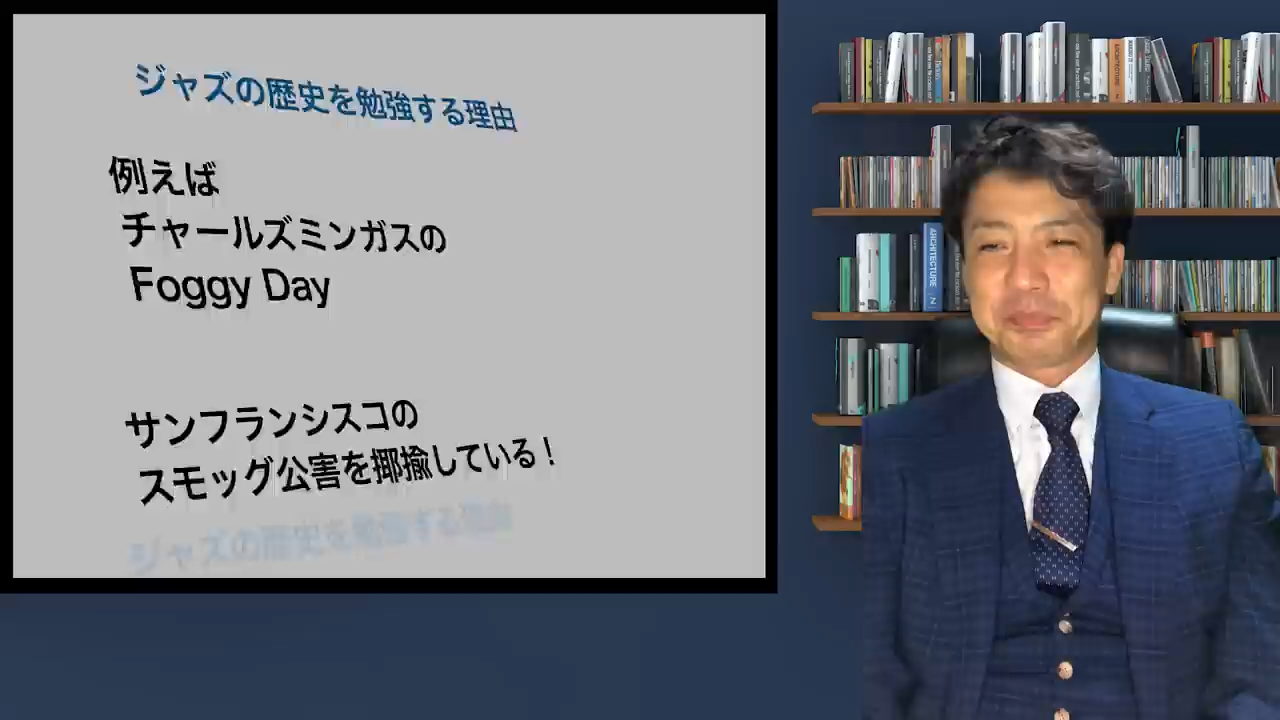 ジャズの歴史を勉強する理由
例えば
チャールズミンガスの
Foggy Day
サンフランシスコの
スモッグ公害を揶揄している！
ジャズの歴史を勉強する理由
ARCHITECTURE
ARCHITECTURE